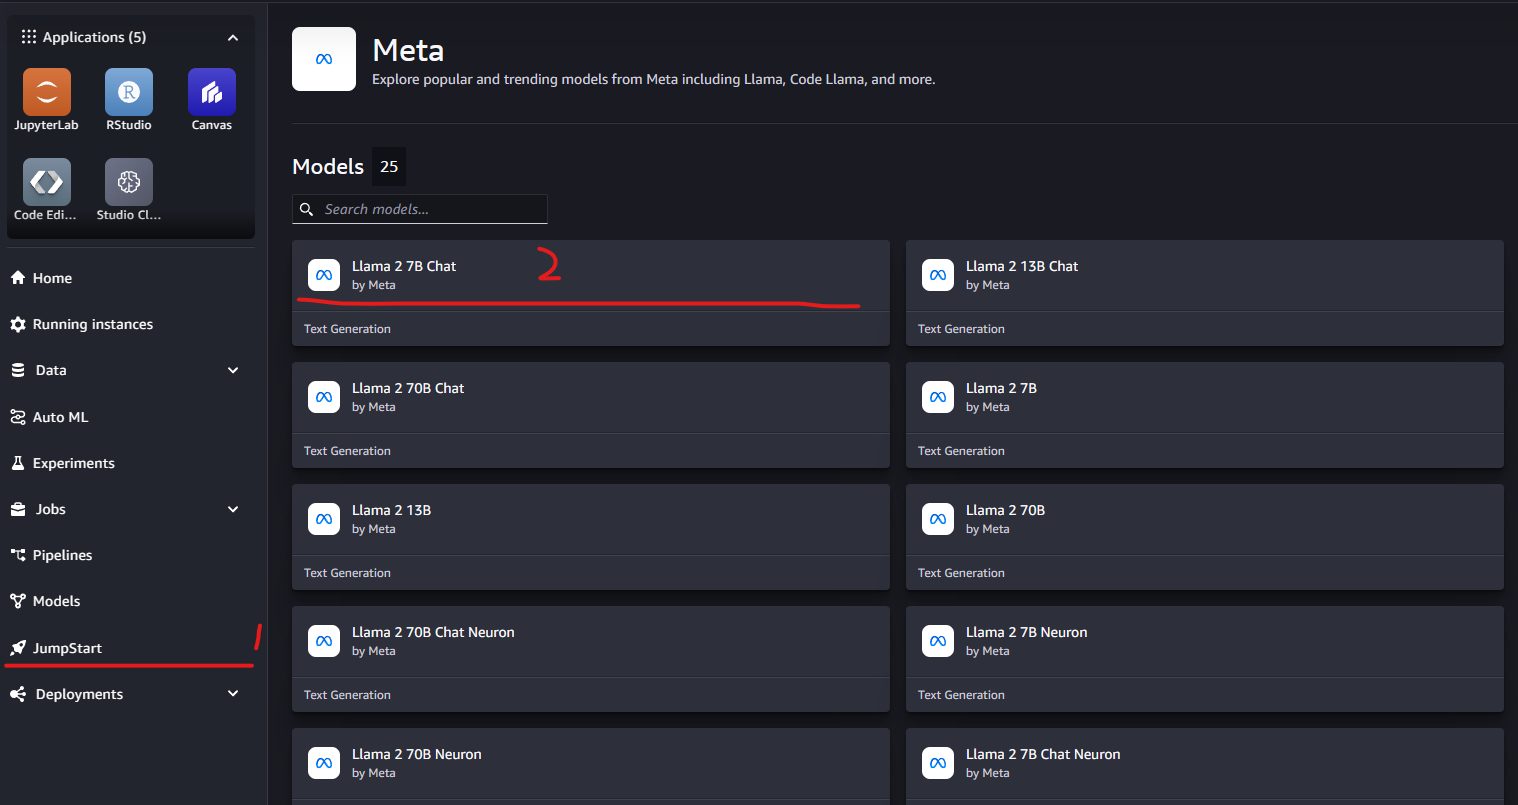 Applications (5)
JupyterLab
RStudio
Canvas
Code Edi...
Studio Cl...
Home
Running instances
Data
Auto ML
Experiments
Jobs
Pipelines
Models
JumpStart
1
Deployments
Meta
Explore popular and trending models from Meta including Llama, Code Llama, and more.
Models 25
Search models...
Llama 2 7B Chat
2
by Meta
Text Generation
Llama 2 13B Chat
by Meta
Text Generation
Llama 2 70B Chat
by Meta
Text Generation
Llama 2 7B
by Meta
Text Generation
Llama 2 13B
by Meta
Text Generation
Llama 2 70B
by Meta
Text Generation
Llama 2 70B Chat Neuron
by Meta
Text Generation
Llama 2 7B Neuron
by Meta
Text Generation
Llama 2 70B Neuron
by Meta
Llama 2 7B Chat Neuron
by Meta